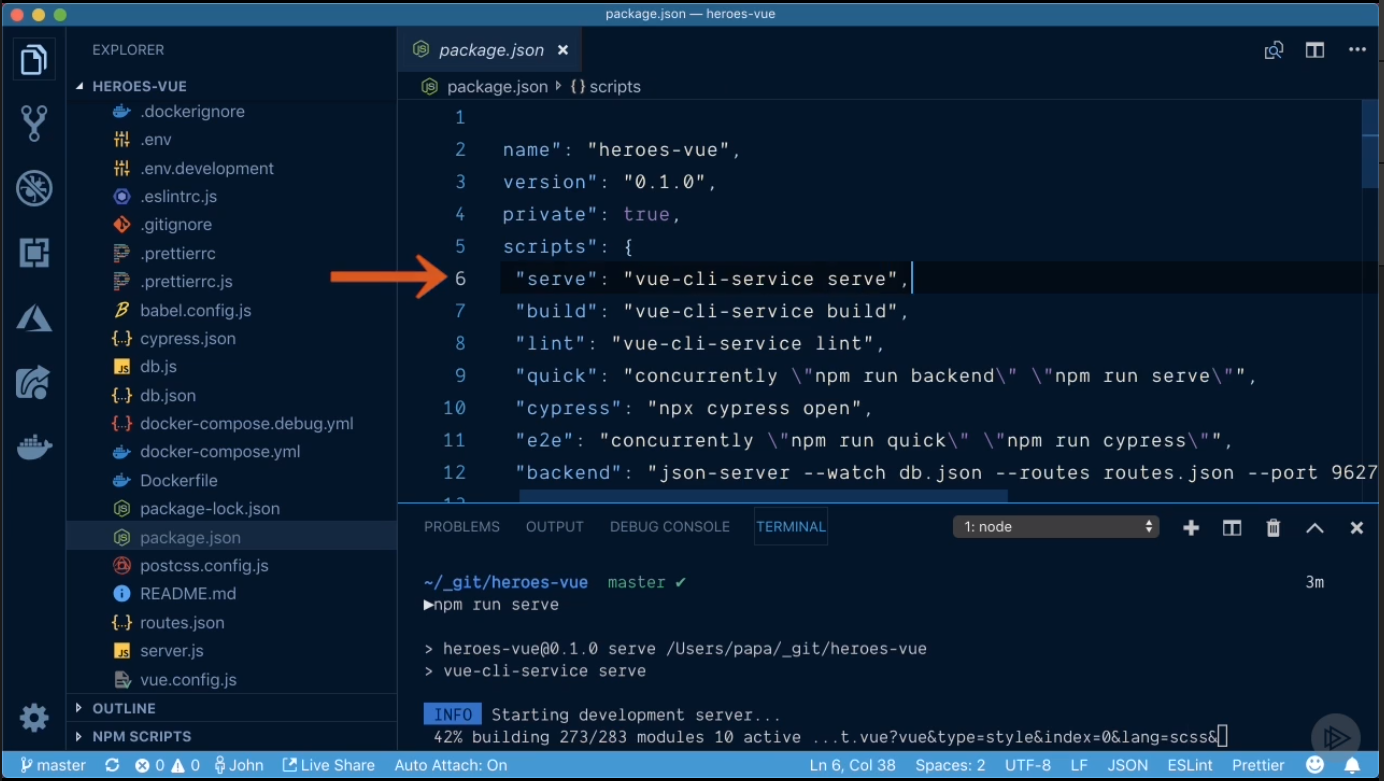 package.json — heroes-vue
EXPLORER
HEROES-VUE
.dockerignore
.env
.env.development
.eslintrc.js
.gitignore
.prettierrc
.prettierrc.js
babel.config.js
cypress.json
db.js
db.json
docker-compose.debug.yml
docker-compose.yml
Dockerfile
package-lock.json
package.json
postcss.config.js
README.md
routes.json
server.js
vue.config.js
OUTLINE
NPM SCRIPTS
package.json
package.json {} scripts
1
2 name": "heroes-vue",
3 version": "0.1.0",
4 private": true,
5 scripts": {
6 "serve": "vue-cli-service serve",
7 "build": "vue-cli-service build",
8 "lint": "vue-cli-service lint",
9 "quick": "concurrently \"npm run backend\" \"npm run serve\"",
10 "cypress": "npx cypress open",
11 "e2e": "concurrently \"npm run quick\" \"npm run cypress\"",
12 "backend": "json-server --watch db.json --routes routes.json --port 9627
PROBLEMS OUTPUT DEBUG CONSOLE TERMINAL 1: node
~/_git/heroes-vue master ✔ 3m
▶npm run serve
> heroes-vue@0.1.0 serve /Users/papa/_git/heroes-vue
> vue-cli-service serve
INFO Starting development server...
42% building 273/283 modules 10 active ...t.vue?vue&type=style&index=0&lang=scss&
master 0 0 John Live Share Auto Attach: On Ln 6, Col 38 Spaces: 2 UTF-8 LF JSON ESLint Prettier